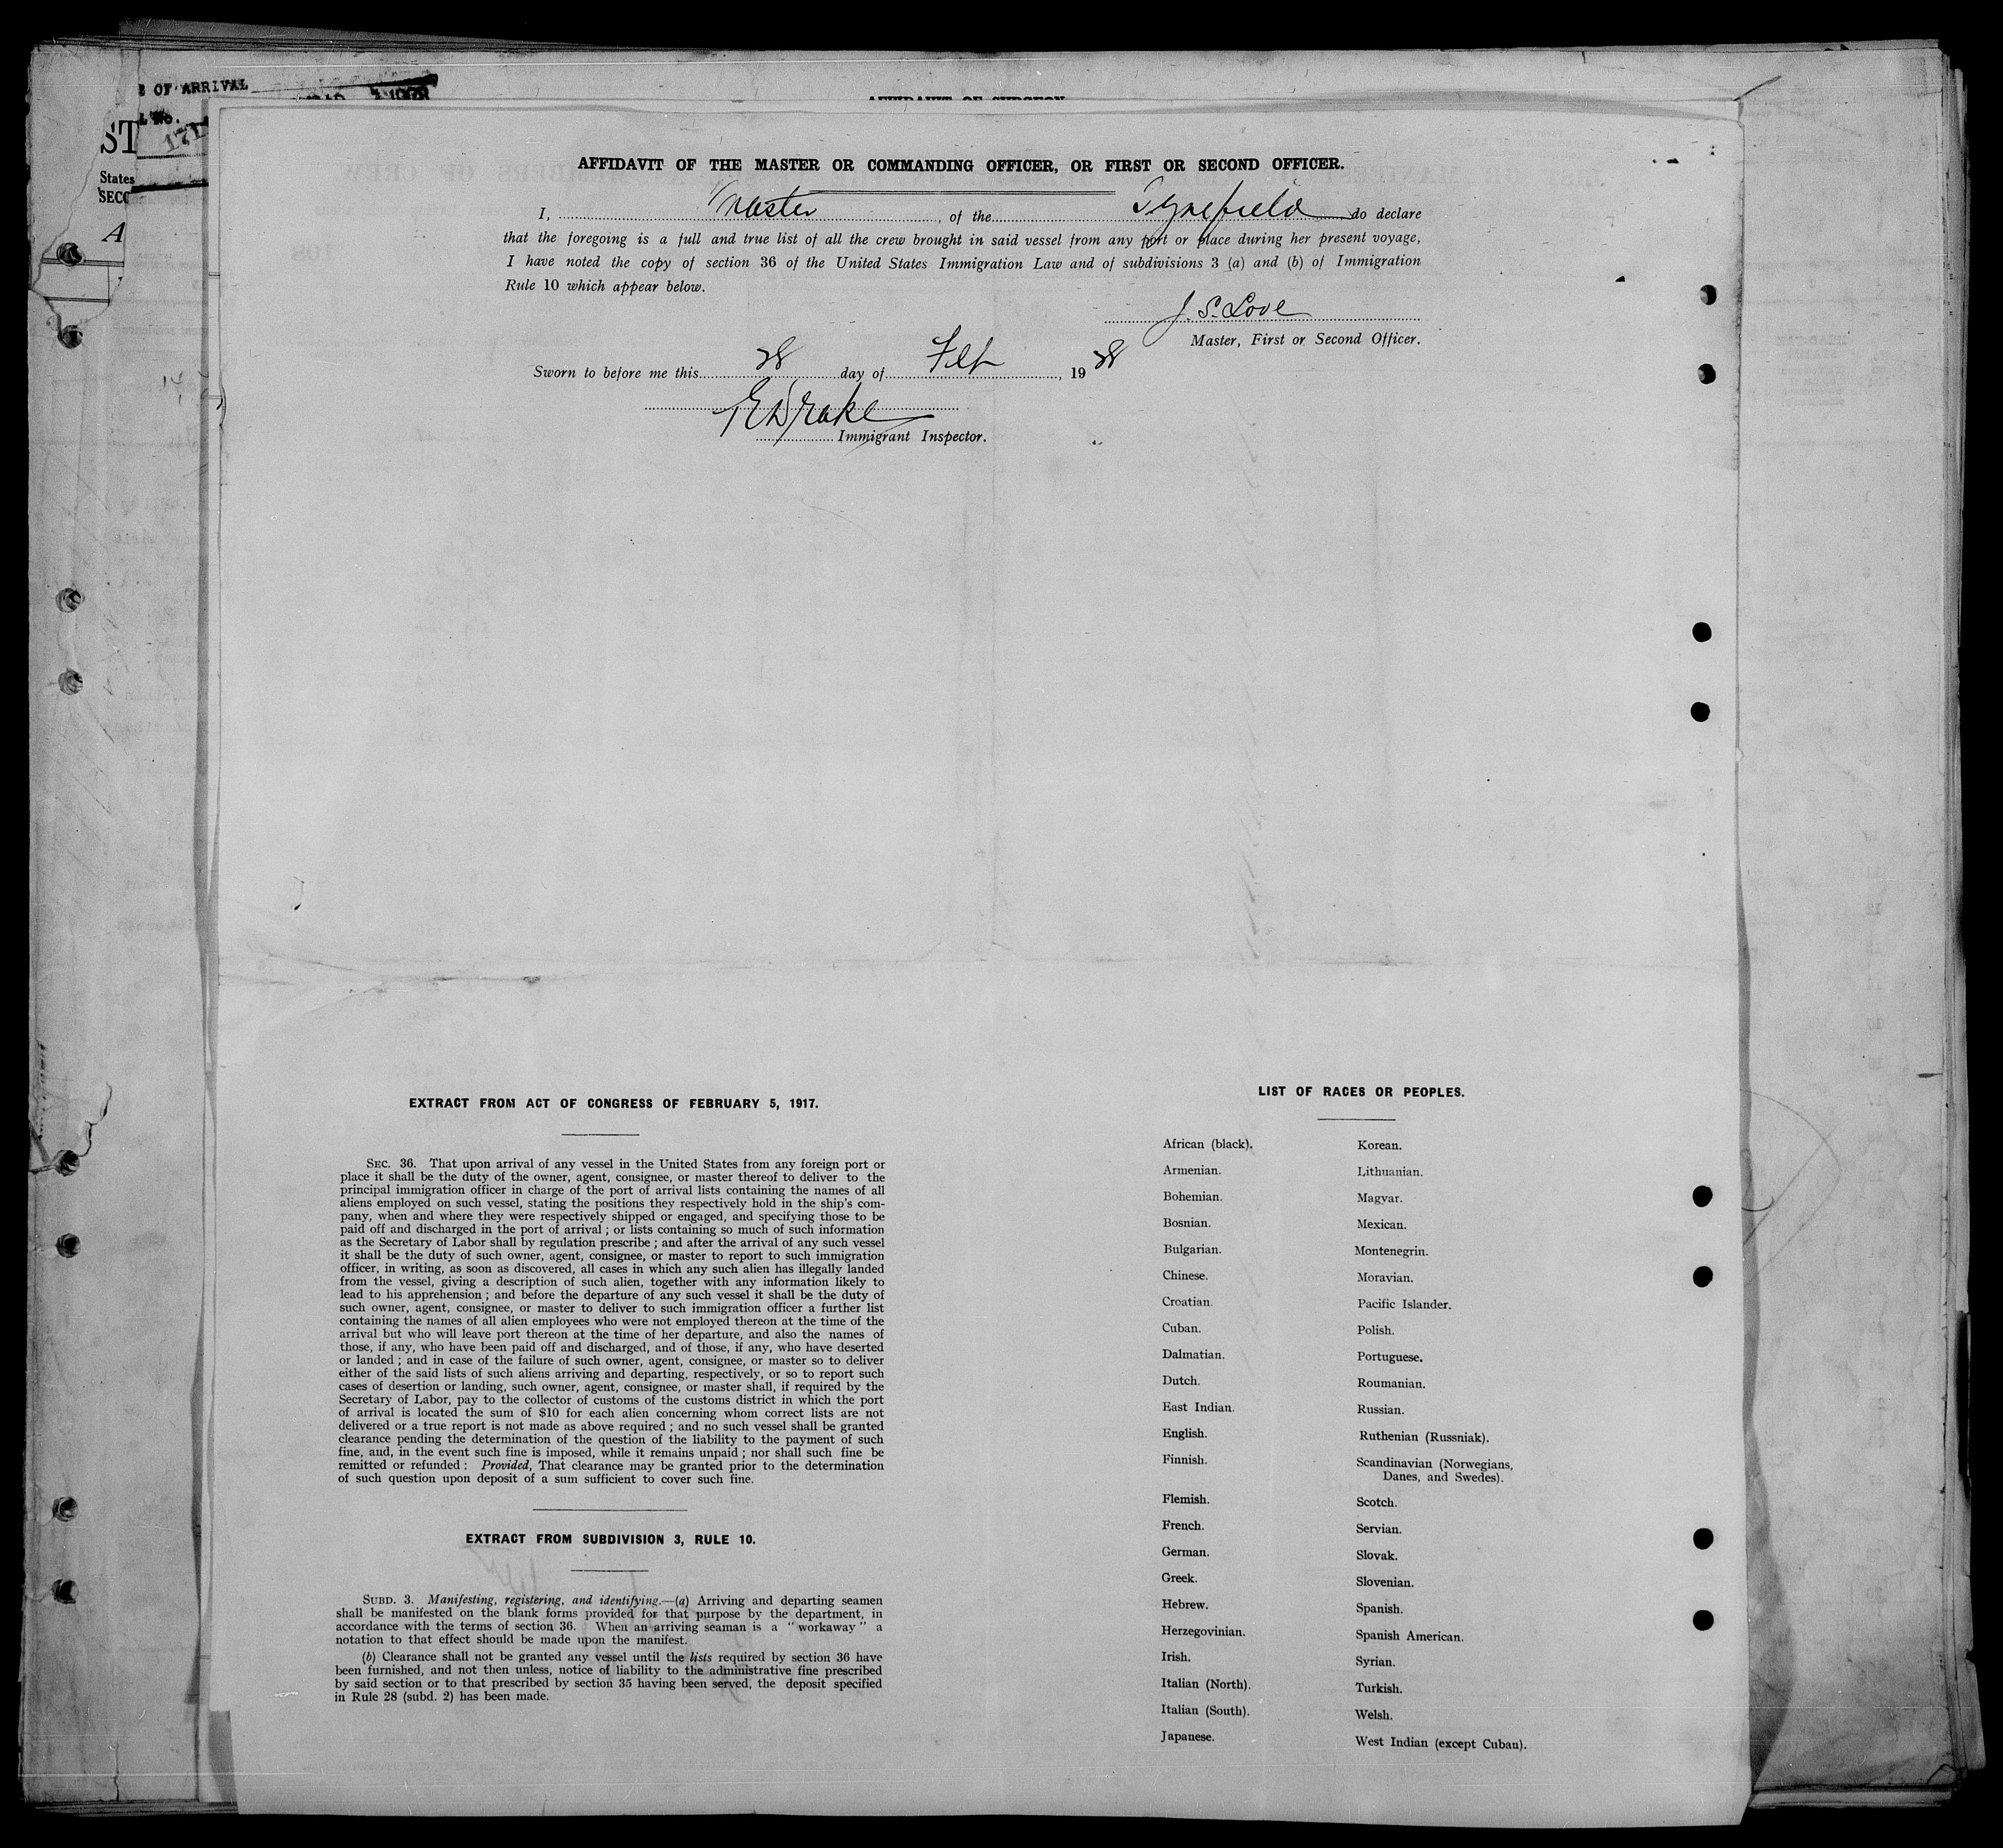 E OF ARRIVAL
AFFIDAVIT OF SURGEON
ST
States
SECO
A
AFFIDAVIT OF THE MASTER OR COMMANDING OFFICER, OR FIRST OR SECOND OFFICER.
I, Master, of the Tynefield do declare
that the foregoing is a full and true list of all the crew brought in said vessel from any port or place during her present voyage,
I have noted the copy of section 36 of the United States Immigration Law and of subdivisions 3 (a) and (b) of Immigration
Rule 10 which appear below.
J. S. Love
Master, First or Second Officer.
Sworn to before me this 28 day of Feb, 1928
Drake
Immigrant Inspector.
EXTRACT FROM ACT OF CONGRESS OF FEBRUARY 5, 1917.
SEC. 36. That upon arrival of any vessel in the United States from any foreign port or
place it shall be the duty of the owner, agent, consignee, or master thereof to deliver to the
principal immigration officer in charge of the port of arrival lists containing the names of all
aliens employed on such vessel, stating the positions they respectively hold in the ship's com-
pany, when and where they were respectively shipped or engaged, and specifying those to be
paid off and discharged in the port of arrival; or lists containing so much of such information
as the Secretary of Labor shall by regulation prescribe; and after the arrival of any such vessel
it shall be the duty of such owner, agent, consignee, or master to report to such immigration
officer, in writing, as soon as discovered, all cases in which any such alien has illegally landed
from the vessel, giving a description of such alien, together with any information likely to
lead to his apprehension; and before the departure of any such vessel it shall be the duty of
such owner, agent, consignee, or master to deliver to such immigration officer a further list
containing the names of all alien employees who were not employed thereon at the time of the
arrival but who will leave port thereon at the time of her departure, and also the names of
those, if any, who have been paid off and discharged, and of those, if any, who have deserted
or landed; and in case of the failure of such owner, agent, consignee, or master so to deliver
either of the said lists of such aliens arriving and departing, respectively, or so to report such
cases of desertion or landing, such owner, agent, consignee, or master shall, if required by the
Secretary of Labor, pay to the collector of customs of the customs district in which the port
of arrival is located the sum of $10 for each alien concerning whom correct lists are not
delivered or a true report is not made as above required; and no such vessel shall be granted
clearance pending the determination of the question of the liability to the payment of such
fine, and, in the event such fine is imposed, while it remains unpaid; nor shall such fine be
remitted or refunded: Provided, That clearance may be granted prior to the determination
of such question upon deposit of a sum sufficient to cover such fine.
EXTRACT FROM SUBDIVISION 3, RULE 10.
SUBD. 3. Manifesting, registering, and identifying.—(a) Arriving and departing seamen
shall be manifested on the blank forms provided for that purpose by the department, in
accordance with the terms of section 36. When an arriving seaman is a "workaway" a
notation to that effect should be made upon the manifest.
(b) Clearance shall not be granted any vessel until the lists required by section 36 have
been furnished, and not then unless, notice of liability to the administrative fine prescribed
by said section or to that prescribed by section 35 having been served, the deposit specified
in Rule 28 (subd. 2) has been made.
LIST OF RACES OR PEOPLES.
African (black).
Armenian.
Bohemian.
Bosnian.
Bulgarian.
Chinese.
Croatian.
Cuban.
Dalmatian.
Dutch.
East Indian.
English.
Finnish.
Flemish.
French.
German.
Greek.
Hebrew.
Herzegovinian.
Irish.
Italian (North).
Italian (South).
Japanese.
Korean.
Lithuanian.
Magyar.
Mexican.
Montenegrin.
Moravian.
Pacific Islander.
Polish.
Portuguese.
Roumanian.
Russian.
Ruthenian (Russniak).
Scandinavian (Norwegians,
Danes, and Swedes).
Scotch.
Servian.
Slovak.
Slovenian.
Spanish.
Spanish American.
Syrian.
Turkish.
Welsh.
West Indian (except Cuban).